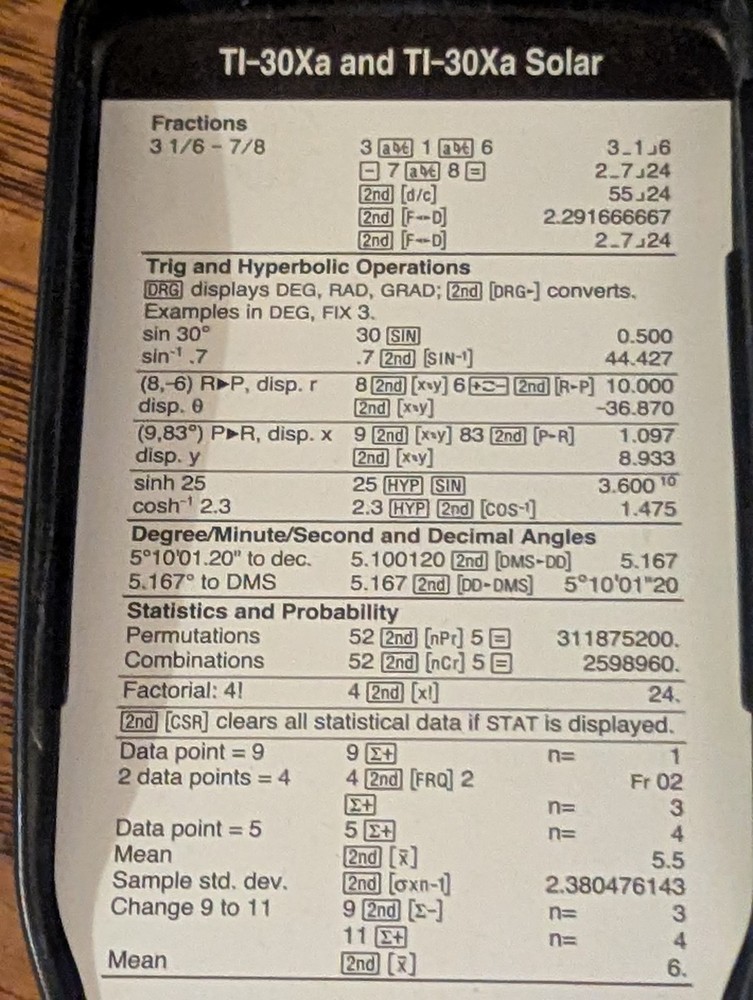 TI-30Xa and TI-30Xa Solar
Fractions
3 1/6 – 7/8 3 [a b/c] 1 [a b/c] 6 3_1⌟6
[−] 7 [a b/c] 8 [=] 2_7⌟24
[2nd] [d/c] 55⌟24
[2nd] [F↔D] 2.291666667
[2nd] [F↔D] 2_7⌟24
Trig and Hyperbolic Operations
[DRG] displays DEG, RAD, GRAD; [2nd] [DRG▸] converts.
Examples in DEG, FIX 3.
sin 30° 30 [SIN] 0.500
sin⁻¹ .7 .7 [2nd] [SIN⁻¹] 44.427
(8,–6) R▶P, disp. r 8 [2nd] [x↔y] 6 [+⇆−] [2nd] [R▸P] 10.000
disp. θ [2nd] [x↔y] –36.870
(9,83°) P▶R, disp. x 9 [2nd] [x↔y] 83 [2nd] [P▸R] 1.097
disp. y [2nd] [x↔y] 8.933
sinh 25 25 [HYP] [SIN] 3.600 ¹⁰
cosh⁻¹ 2.3 2.3 [HYP] [2nd] [COS⁻¹] 1.475
Degree/Minute/Second and Decimal Angles
5°10'01.20" to dec. 5.100120 [2nd] [DMS▸DD] 5.167
5.167° to DMS 5.167 [2nd] [DD▸DMS] 5°10'01"20
Statistics and Probability
Permutations 52 [2nd] [nPr] 5 [=] 311875200.
Combinations 52 [2nd] [nCr] 5 [=] 2598960.
Factorial: 4! 4 [2nd] [x!] 24.
[2nd] [CSR] clears all statistical data if STAT is displayed.
Data point = 9 9 [Σ+] n= 1
2 data points = 4 4 [2nd] [FRQ] 2 Fr 02
[Σ+] n= 3
Data point = 5 5 [Σ+] n= 4
Mean [2nd] [x̄] 5.5
Sample std. dev. [2nd] [σxn-1] 2.380476143
Change 9 to 11 9 [2nd] [Σ−] n= 3
11 [Σ+] n= 4
Mean [2nd] [x̄] 6.